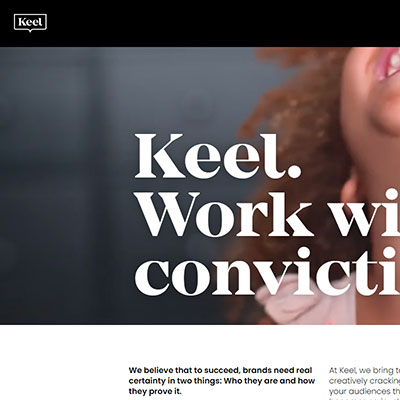 Keel
Keel.
Work wi
convicti
We believe that to succeed, brands need real
certainty in two things: Who they are and how
they prove it.
At Keel, we bring t
creatively crackin
your audiences th